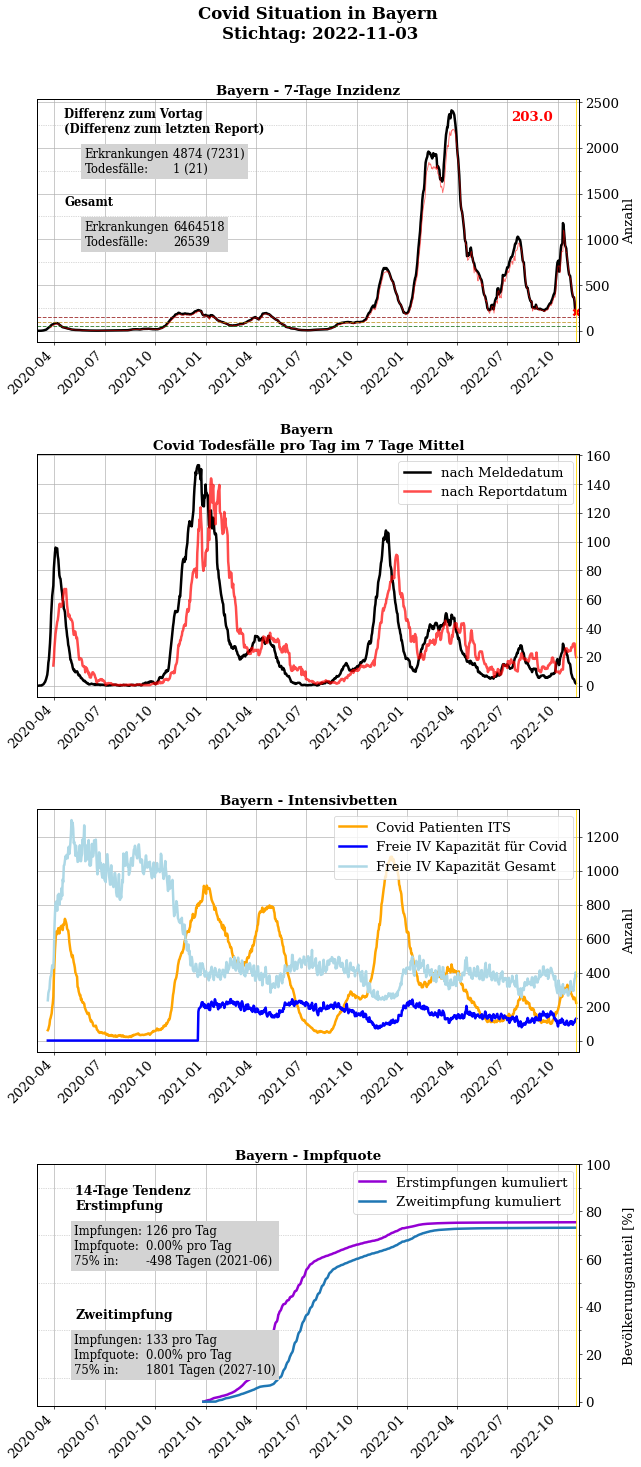 Covid Situation in Bayern
Stichtag: 2022-11-03
Bayern - 7-Tage Inzidenz
Differenz zum Vortag
(Differenz zum letzten Report)
Erkrankungen 4874 (7231)
Todesfälle: 1 (21)
Gesamt
Erkrankungen 6464518
Todesfälle: 26539
203.0
2500
2000
1500
1000
500
0
Anzahl
2020-04 2020-07 2020-10 2021-01 2021-04 2021-07 2021-10 2022-01 2022-04 2022-07 2022-10
Bayern
Covid Todesfälle pro Tag im 7 Tage Mittel
nach Meldedatum
nach Reportdatum
160
140
120
100
80
60
40
20
0
2020-04 2020-07 2020-10 2021-01 2021-04 2021-07 2021-10 2022-01 2022-04 2022-07 2022-10
Bayern - Intensivbetten
Covid Patienten ITS
Freie IV Kapazität für Covid
Freie IV Kapazität Gesamt
1200
1000
800
600
400
200
0
Anzahl
2020-04 2020-07 2020-10 2021-01 2021-04 2021-07 2021-10 2022-01 2022-04 2022-07 2022-10
Bayern - Impfquote
14-Tage Tendenz
Erstimpfung
Impfungen: 126 pro Tag
Impfquote: 0.00% pro Tag
75% in: -498 Tagen (2021-06)
Zweitimpfung
Impfungen: 133 pro Tag
Impfquote: 0.00% pro Tag
75% in: 1801 Tagen (2027-10)
Erstimpfungen kumuliert
Zweitimpfung kumuliert
100
80
60
40
20
0
Bevölkerungsanteil [%]
2020-04 2020-07 2020-10 2021-01 2021-04 2021-07 2021-10 2022-01 2022-04 2022-07 2022-10